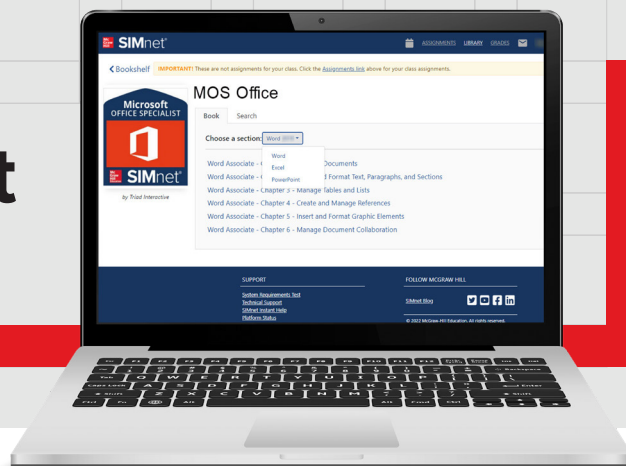 SIMnet
ASSIGNMENTS LIBRARY GRADES
Bookshelf IMPORTANT! These are not assignments for your class. Click the Assignments link above for your class assignments.
Microsoft
OFFICE SPECIALIST
SIMnet
by Triad Interactive
MOS Office
Book Search
Choose a section: Word
Word
Excel
PowerPoint
Word Associate - Documents
Word Associate - Format Text, Paragraphs, and Sections
Word Associate - Chapter 3 - Manage Tables and Lists
Word Associate - Chapter 4 - Create and Manage References
Word Associate - Chapter 5 - Insert and Format Graphic Elements
Word Associate - Chapter 6 - Manage Document Collaboration
SUPPORT
System Requirements Test
Technical Support
SIMnet Instant Help
Platform Status
FOLLOW MCGRAW HILL
SIMnet Blog
© 2022 McGraw-Hill Education. All rights reserved.
t